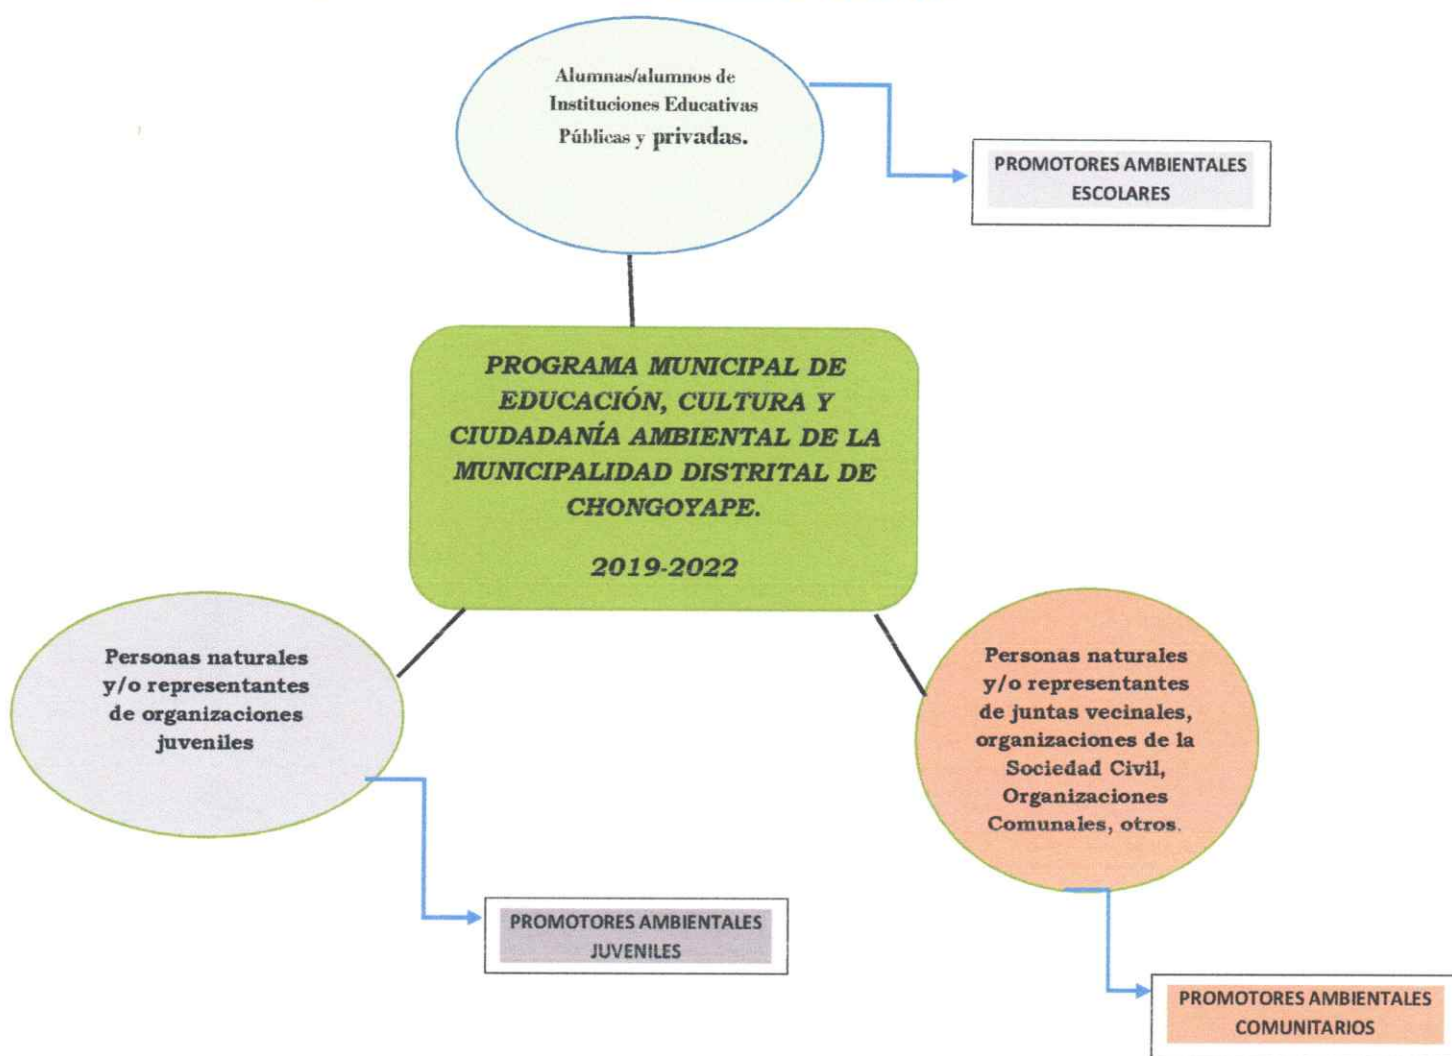 Alumnas/alumnos de
Instituciones Educativas
Públicas y privadas.
PROMOTORES AMBIENTALES
ESCOLARES
PROGRAMA MUNICIPAL DE
EDUCACIÓN, CULTURA Y
CIUDADANÍA AMBIENTAL DE LA
MUNICIPALIDAD DISTRITAL DE
CHONGOYAPE.
2019-2022
Personas naturales
y/o representantes
de organizaciones
juveniles
Personas naturales
y/o representantes
de juntas vecinales,
organizaciones de la
Sociedad Civil,
Organizaciones
Comunales, otros.
PROMOTORES AMBIENTALES
JUVENILES
PROMOTORES AMBIENTALES
COMUNITARIOS